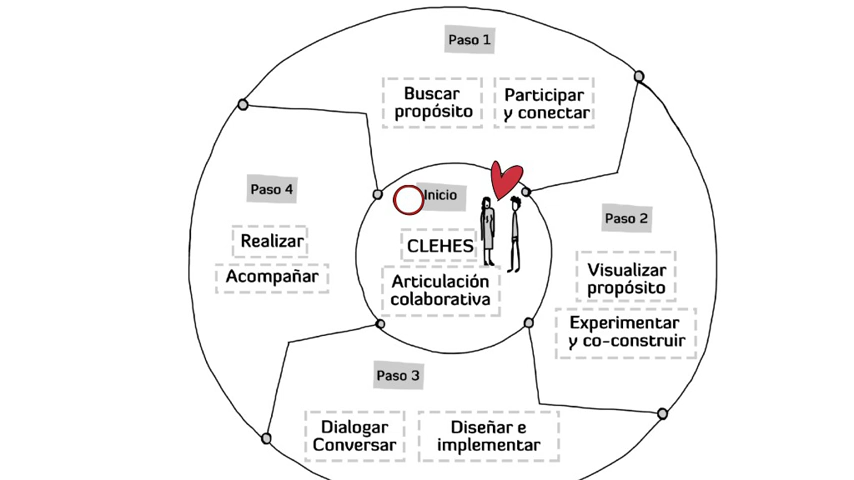 Paso 1
Buscar
propósito
Participar
y conectar
Inicio
CLEHES
Articulación
colaborativa
Paso 2
Visualizar
propósito
Experimentar
y co-construir
Paso 3
Dialogar
Conversar
Diseñar e
implementar
Paso 4
Realizar
Acompañar